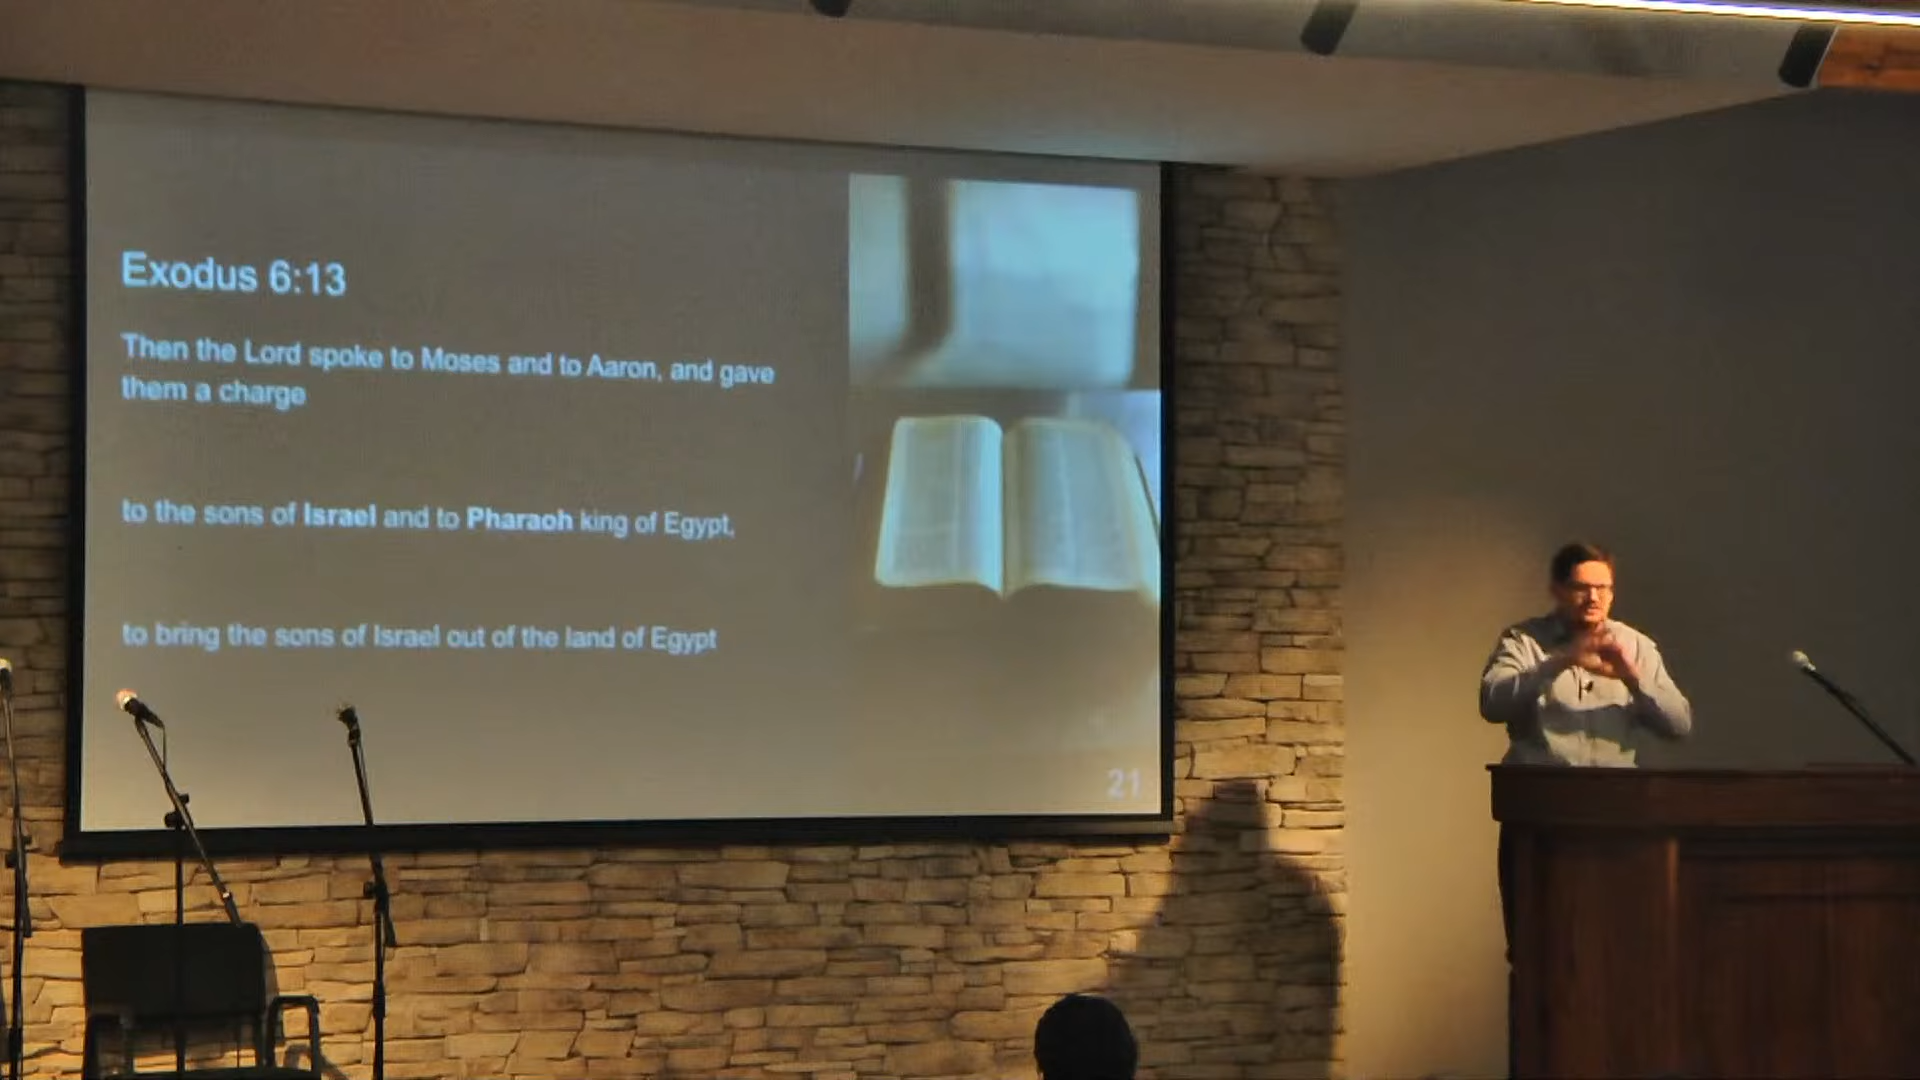 Exodus 6:13
Then the Lord spoke to Moses and to Aaron, and gave
them a charge
to the sons of Israel and to Pharaoh king of Egypt,
to bring the sons of Israel out of the land of Egypt
21